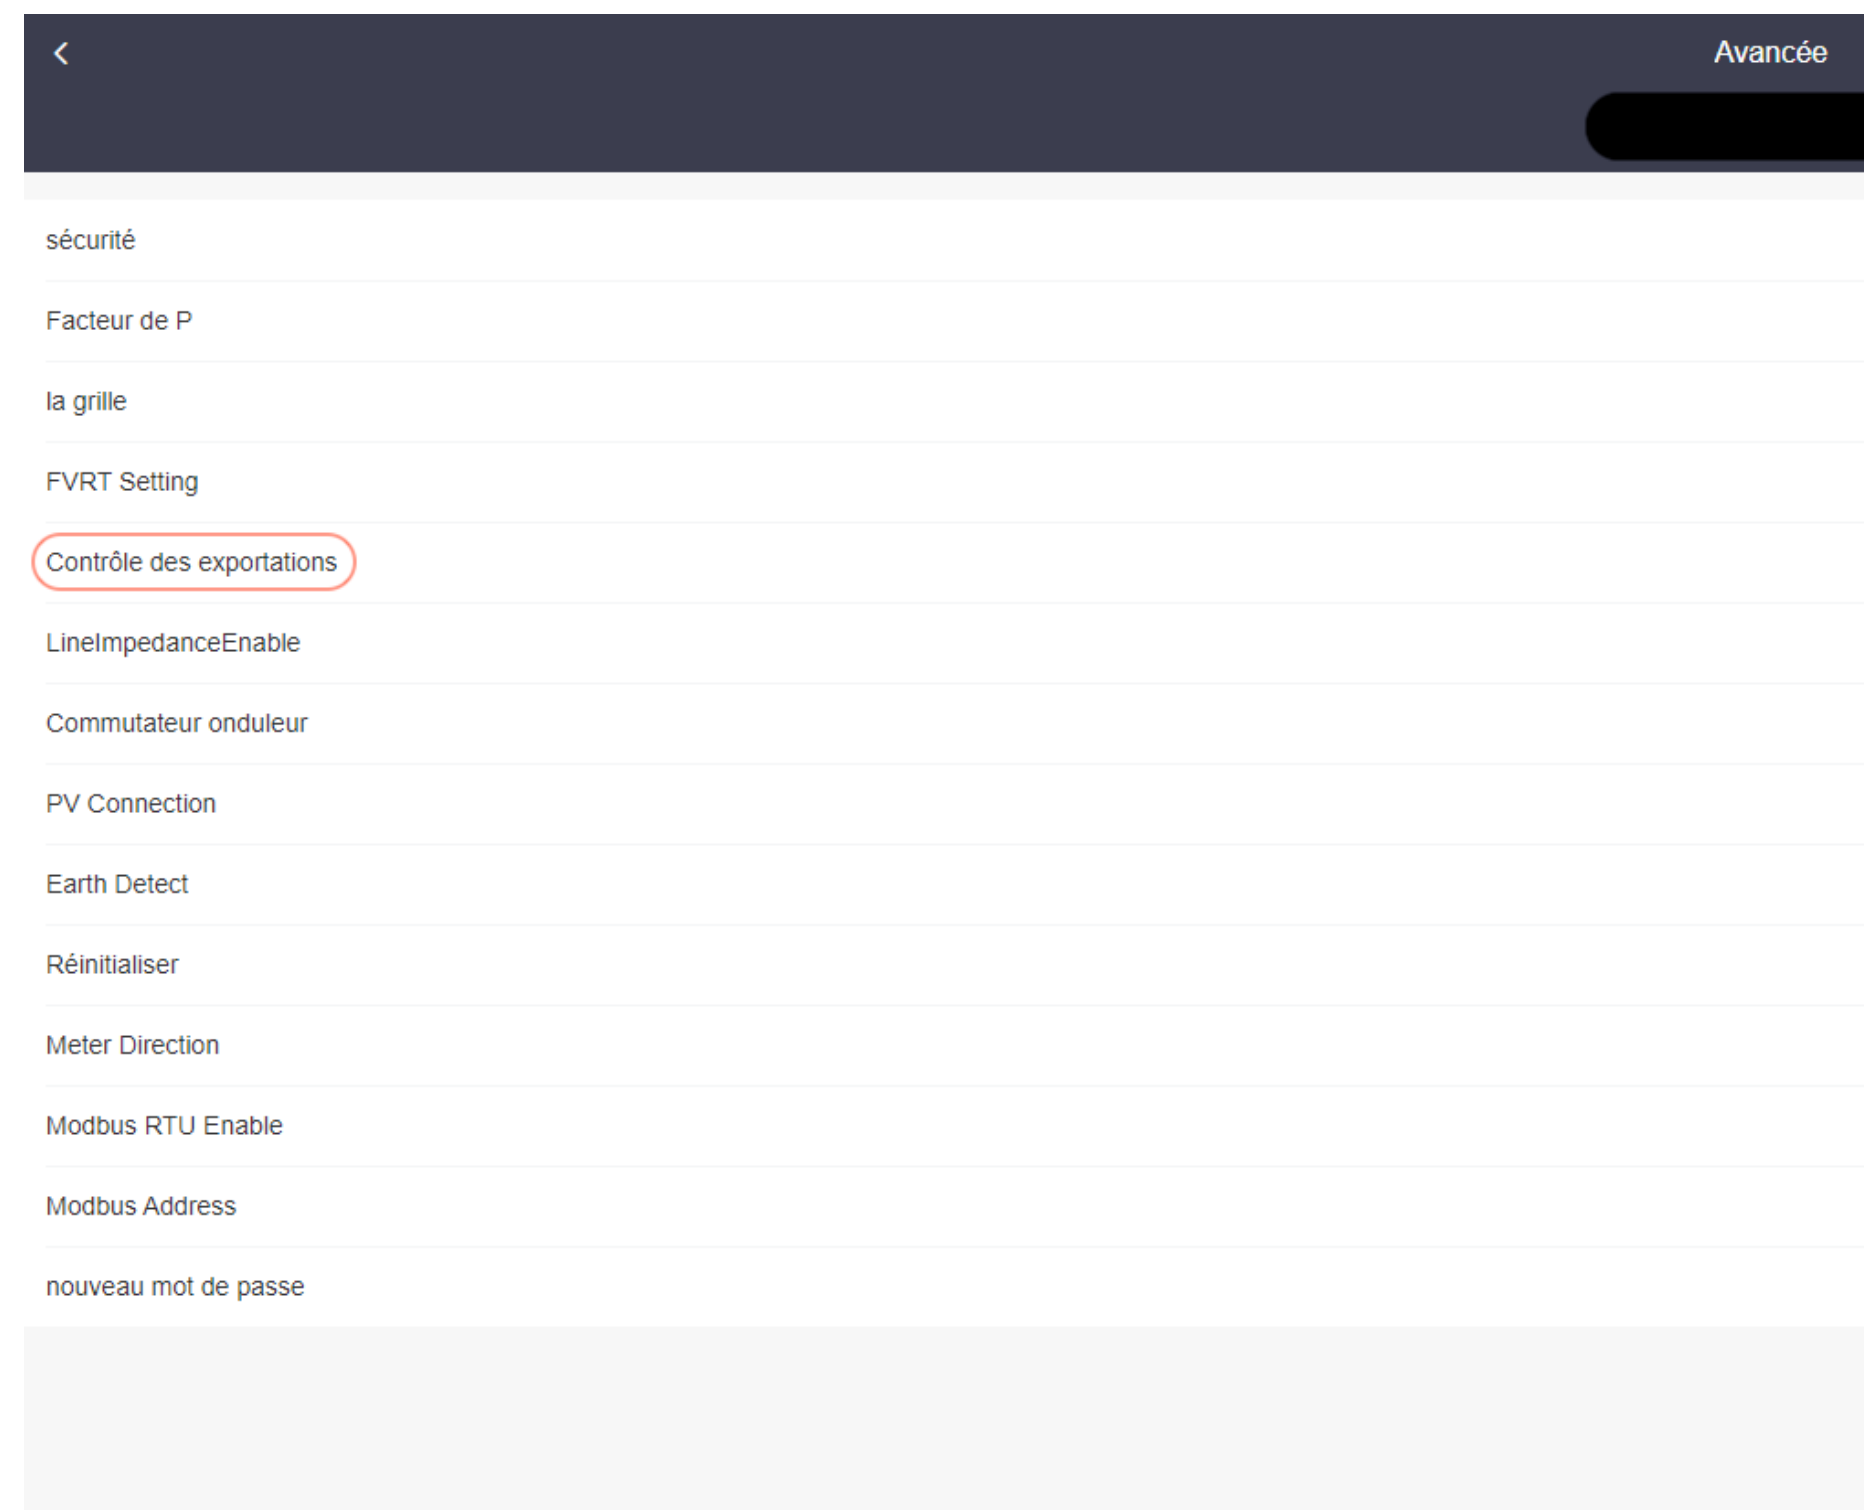 Avancée
sécurité
Facteur de P
la grille
FVRT Setting
Contrôle des exportations
LineImpedanceEnable
Commutateur onduleur
PV Connection
Earth Detect
Réinitialiser
Meter Direction
Modbus RTU Enable
Modbus Address
nouveau mot de passe